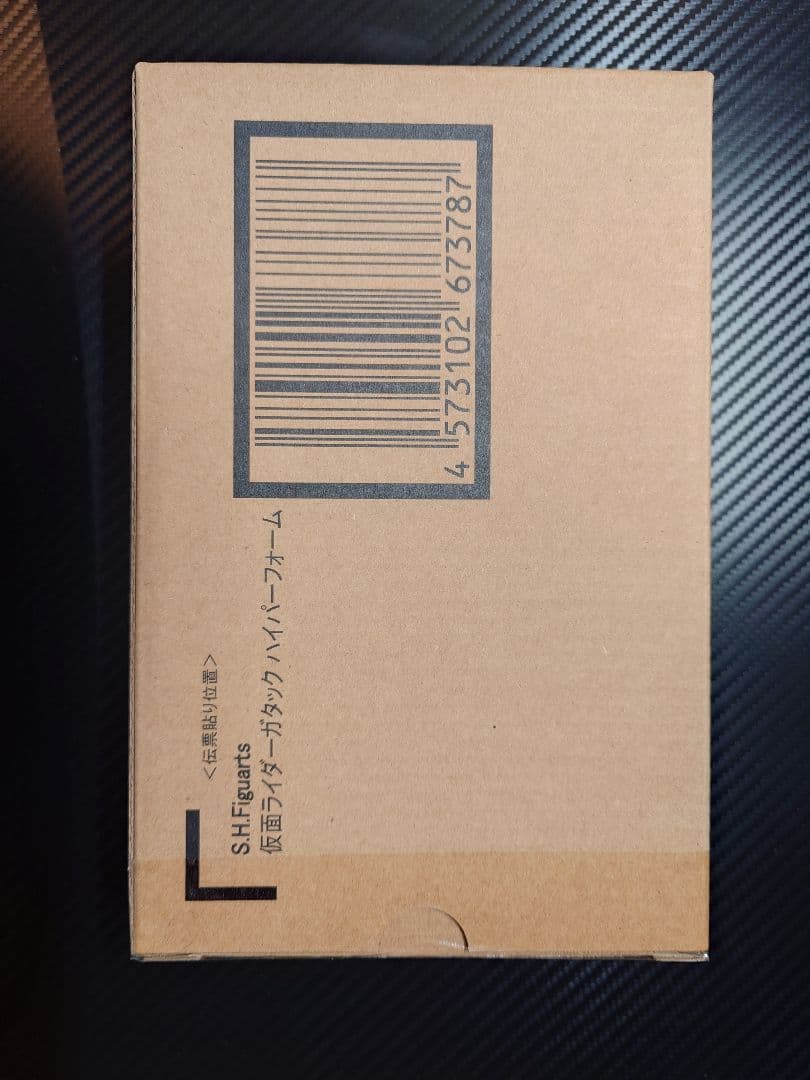 <伝票貼り位置>
S.H.Figuarts
仮面ライダーガタック ハイパーフォーム
4 573102 673787